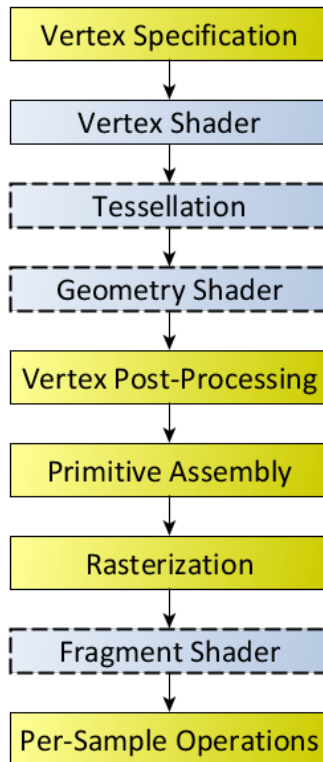 Vertex Specification
Vertex Shader
Tessellation
Geometry Shader
Vertex Post-Processing
Primitive Assembly
Rasterization
Fragment Shader
Per-Sample Operations